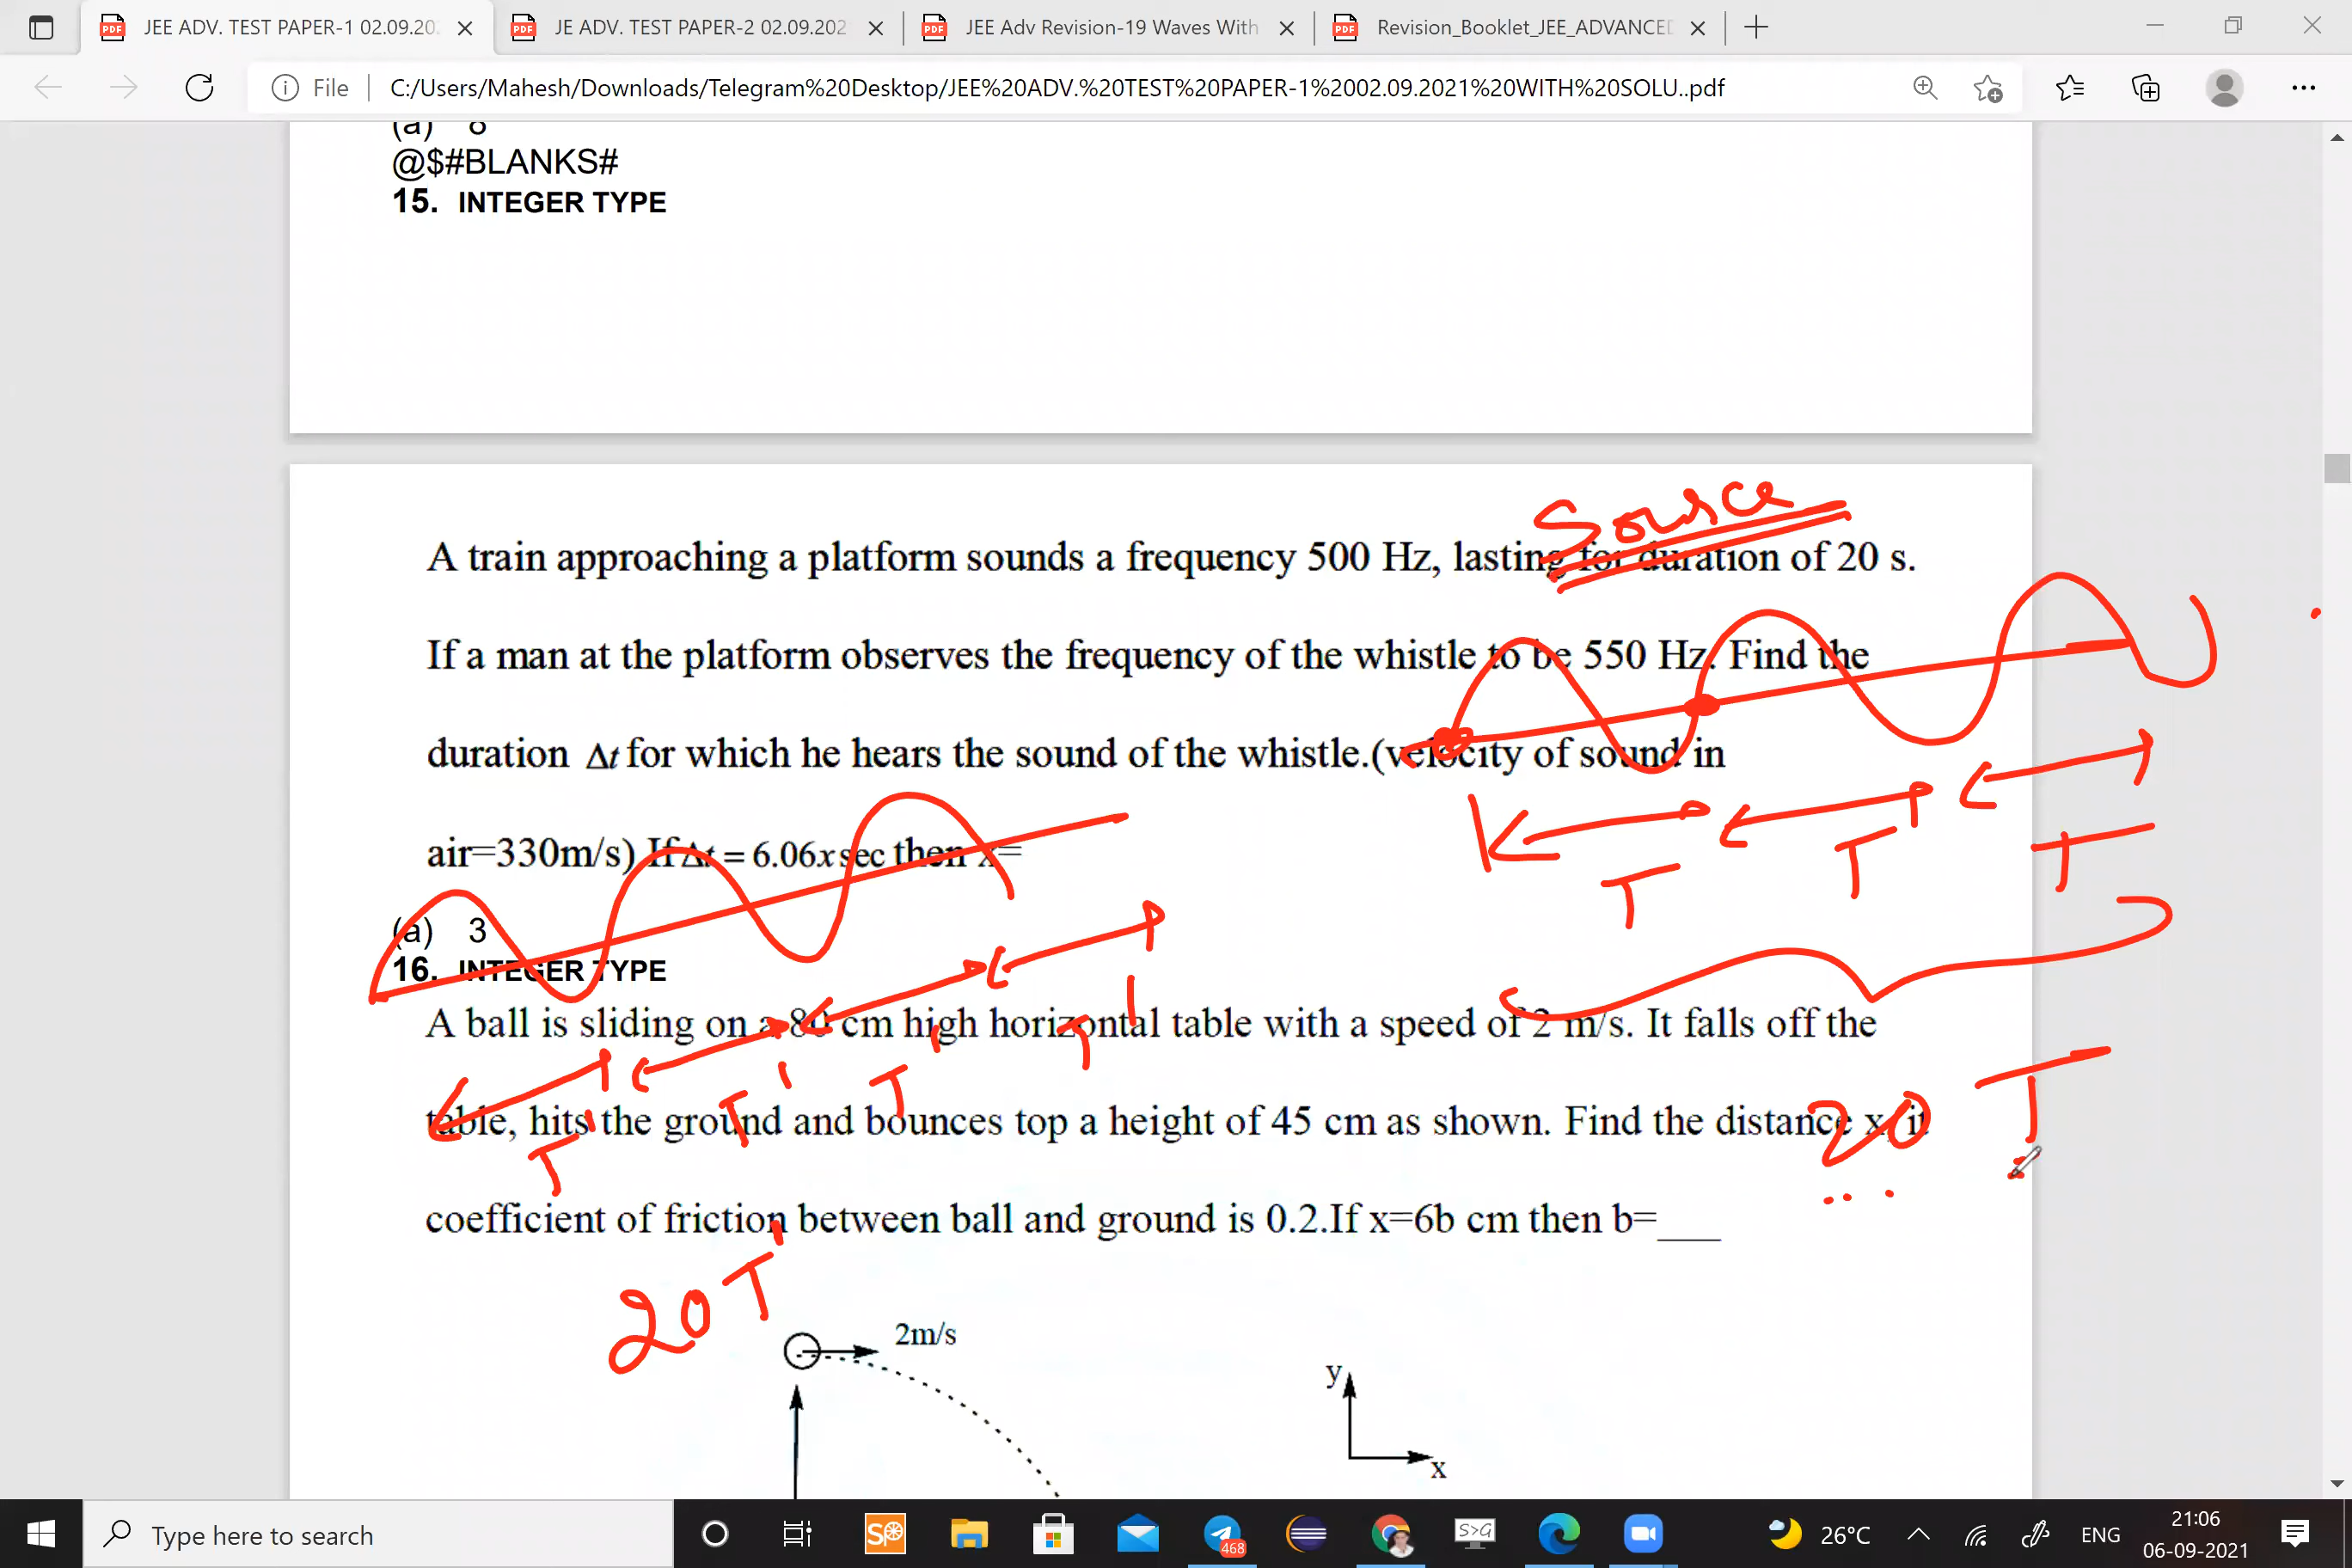 JEE ADV. TEST PAPER-1 02.09.20
JE ADV. TEST PAPER-2 02.09.202
JEE Adv Revision-19 Waves With
Revision_Booklet_JEE_ADVANCED
File
C:/Users/Mahesh/Downloads/Telegram%20Desktop/JEE%20ADV.%20TEST%20PAPER-1%2002.09.2021%20WITH%20SOLU..pdf
(a) 8
@$#BLANKS#
15. INTEGER TYPE
Source
A train approaching a platform sounds a frequency 500 Hz, lasting for duration of 20 s.
If a man at the platform observes the frequency of the whistle to be 550 Hz. Find the
duration Δt for which he hears the sound of the whistle.(velocity of sound in
air=330m/s) If Δt = 6.06x sec then x=
T T T
(a) 3
16. INTEGER TYPE
A ball is sliding on a 80 cm high horizontal table with a speed of 2 m/s. It falls off the
T' T' T' T'
20 T
table, hits the ground and bounces top a height of 45 cm as shown. Find the distance x, it
coefficient of friction between ball and ground is 0.2.If x=6b cm then b=___
20T'
2m/s
y
x
Type here to search
SP
468
S>G
26°C
ENG
21:06
06-09-2021